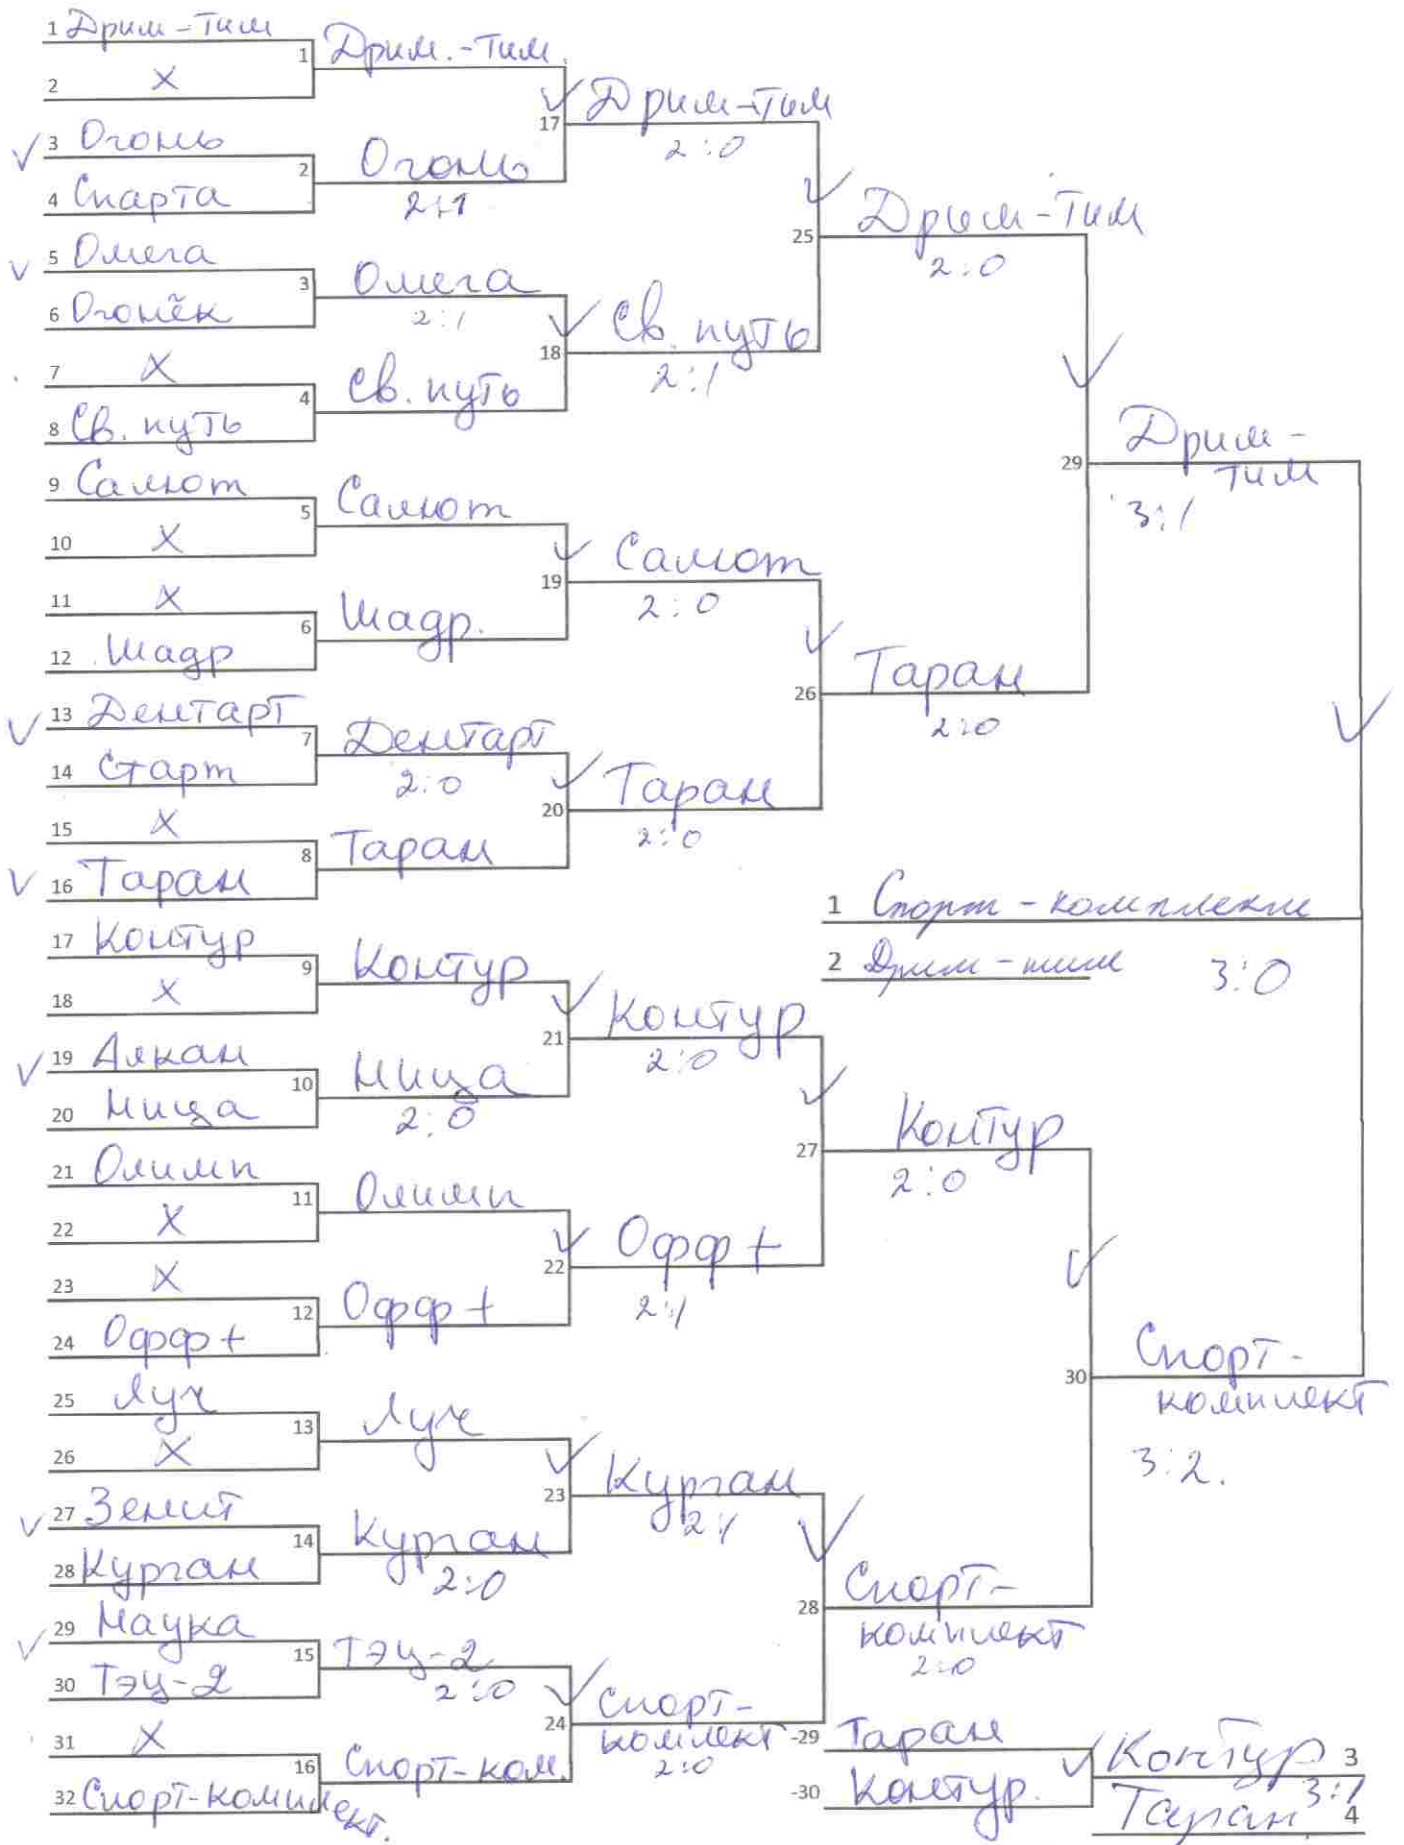 1 Дрим-тим
2 X
1 Дрим.-тим.
3 Огонь
4 Спарта
2 Огонь
2:1
17 Дрим-тим
2:0
5 Омега
6 Огонёк
3 Омега
2:1
7 X
8 Св. путь
4 Св. путь
18 Св. путь
2:1
25 Дрим-тим
2:0
9 Салют
10 X
5 Салют
11 X
12 Шадр
6 Шадр.
19 Салют
2:0
13 Дентарт
14 Старт
7 Дентарт
2:0
15 X
16 Таран
8 Таран
20 Таран
2:0
26 Таран
2:0
29 Дрим-
тим
3:1
1 Спорт-комплект
2 Дрим-тим 3:0
17 Контур
18 X
9 Контур
19 Аякан
20 Ница
10 Ница
2:0
21 Контур
2:0
21 Олимп
22 X
11 Олимп
23 X
24 Офф+
12 Офф+
22 Офф+
2:1
27 Контур
2:0
25 Луч
26 X
13 Луч
27 Зенит
28 Курган
14 Курган
2:0
23 Курган
2:1
29 Наука
30 Тэц-2
15 Тэц-2
2:0
31 X
32 Спорт-комплект.
16 Спорт-ком.
24 Спорт-
комплект
2:0
28 Спорт-
комплект
2:0
30 Спорт-
комплект
3:2.
-29 Таран
-30 Контур.
Контур 3
3:1
Таран 4